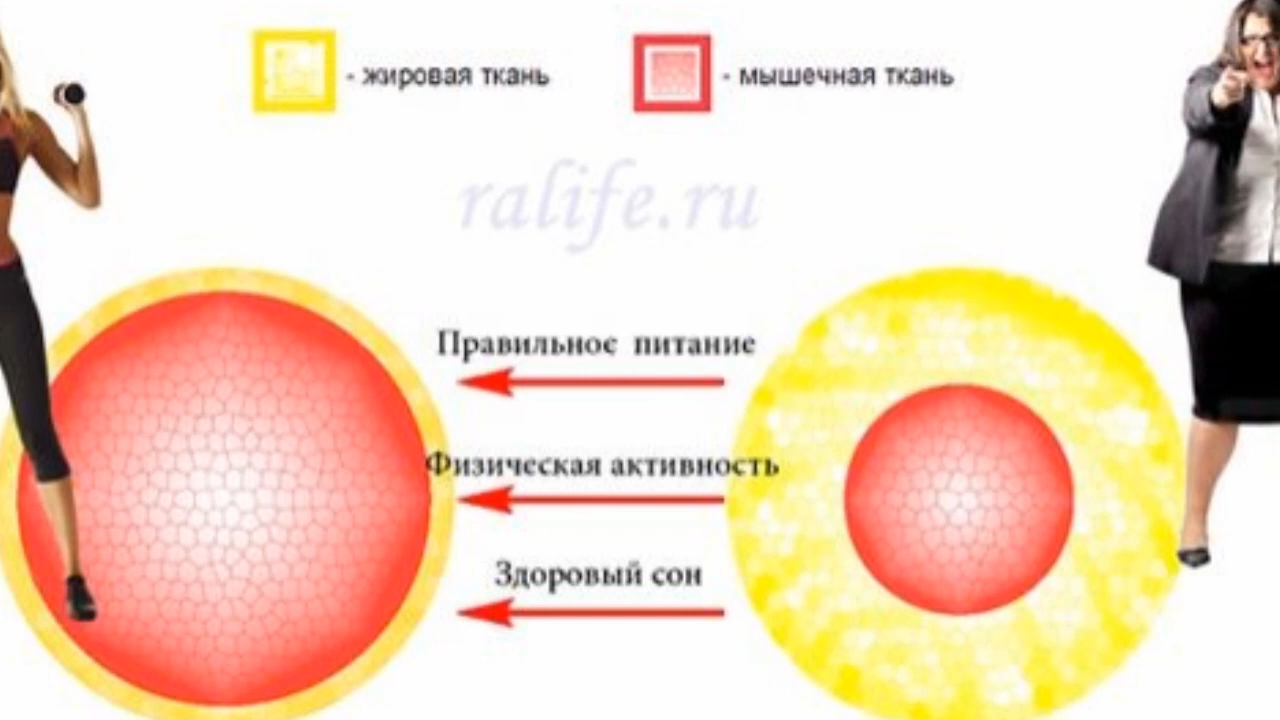 - жировая ткань
- мышечная ткань
ralife.ru
Правильное питание
Физическая активность
Здоровый сон